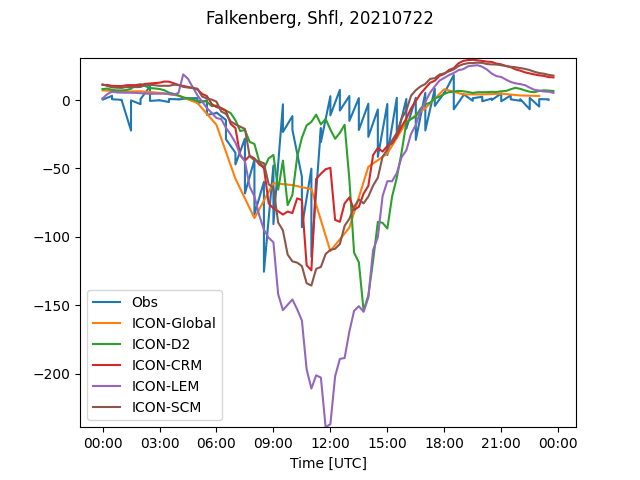 Falkenberg, Shfl, 20210722
0
−50
−100
−150
−200
Obs
ICON-Global
ICON-D2
ICON-CRM
ICON-LEM
ICON-SCM
00:00 03:00 06:00 09:00 12:00 15:00 18:00 21:00 00:00
Time [UTC]